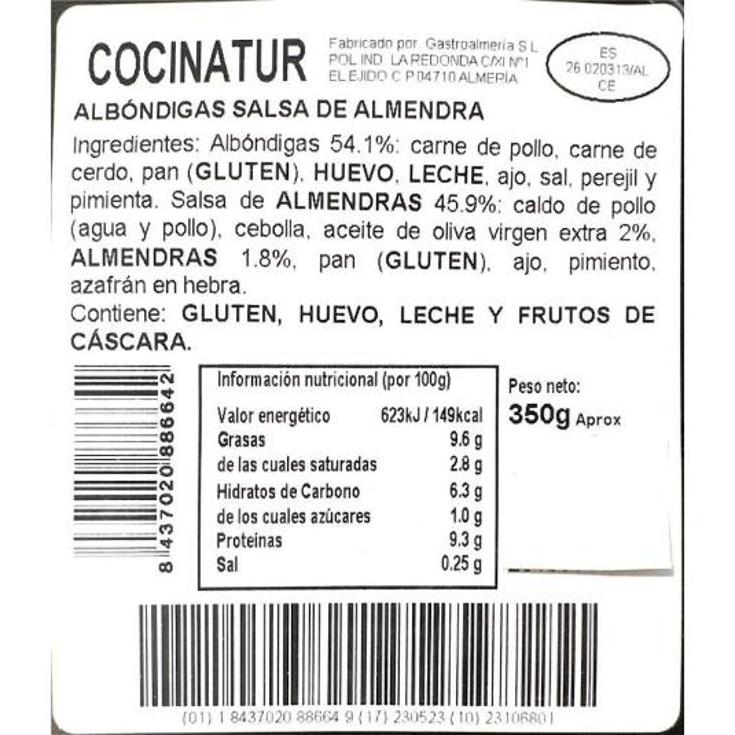 COCINATUR
Fabricado por Gastroalmeria S L
POL IND LA REDONDA C/XI Nº1
EL EJIDO C P 04710 ALMERÍA
ES
26 020313/AL
CE
ALBÓNDIGAS SALSA DE ALMENDRA
Ingredientes: Albóndigas 54.1%: carne de pollo, carne de
cerdo, pan (GLUTEN), HUEVO, LECHE, ajo, sal, perejil y
pimienta. Salsa de ALMENDRAS 45.9%: caldo de pollo
(agua y pollo), cebolla, aceite de oliva virgen extra 2%,
ALMENDRAS 1.8%, pan (GLUTEN), ajo, pimiento,
azafrán en hebra.
Contiene: GLUTEN, HUEVO, LECHE Y FRUTOS DE
CÁSCARA.
8 437020 886642
Información nutricional (por 100g)
Valor energético 623kJ / 149kcal
Grasas 9.6 g
de las cuales saturadas 2.8 g
Hidratos de Carbono 6.3 g
de los cuales azúcares 1.0 g
Proteinas 9.3 g
Sal 0.25 g
Peso neto:
350g Aprox
(01) 1 8437020 88664 9 (17) 230523 (10) 23106801